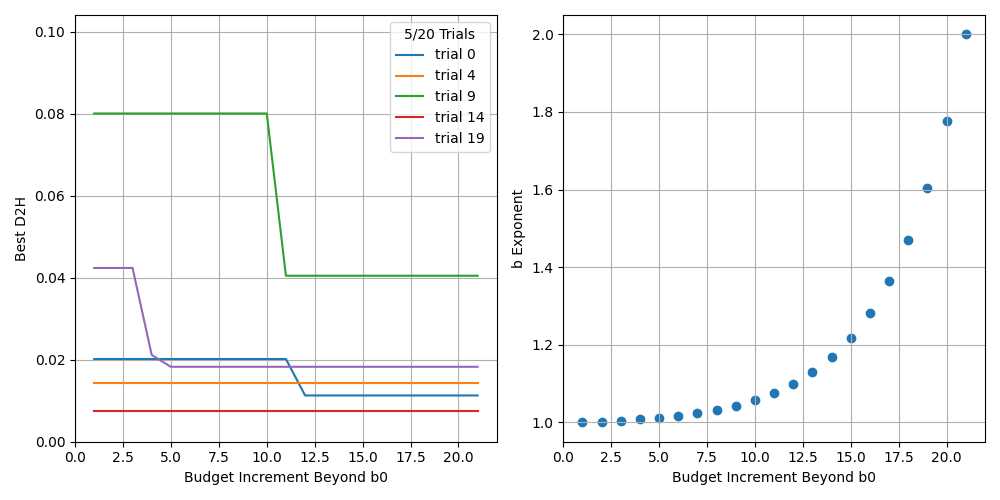 0.10
0.08
0.06
0.04
0.02
0.00
Best D2H
0.0 2.5 5.0 7.5 10.0 12.5 15.0 17.5 20.0
Budget Increment Beyond b0
5/20 Trials
trial 0
trial 4
trial 9
trial 14
trial 19
2.0
1.8
1.6
1.4
1.2
1.0
b Exponent
0.0 2.5 5.0 7.5 10.0 12.5 15.0 17.5 20.0
Budget Increment Beyond b0